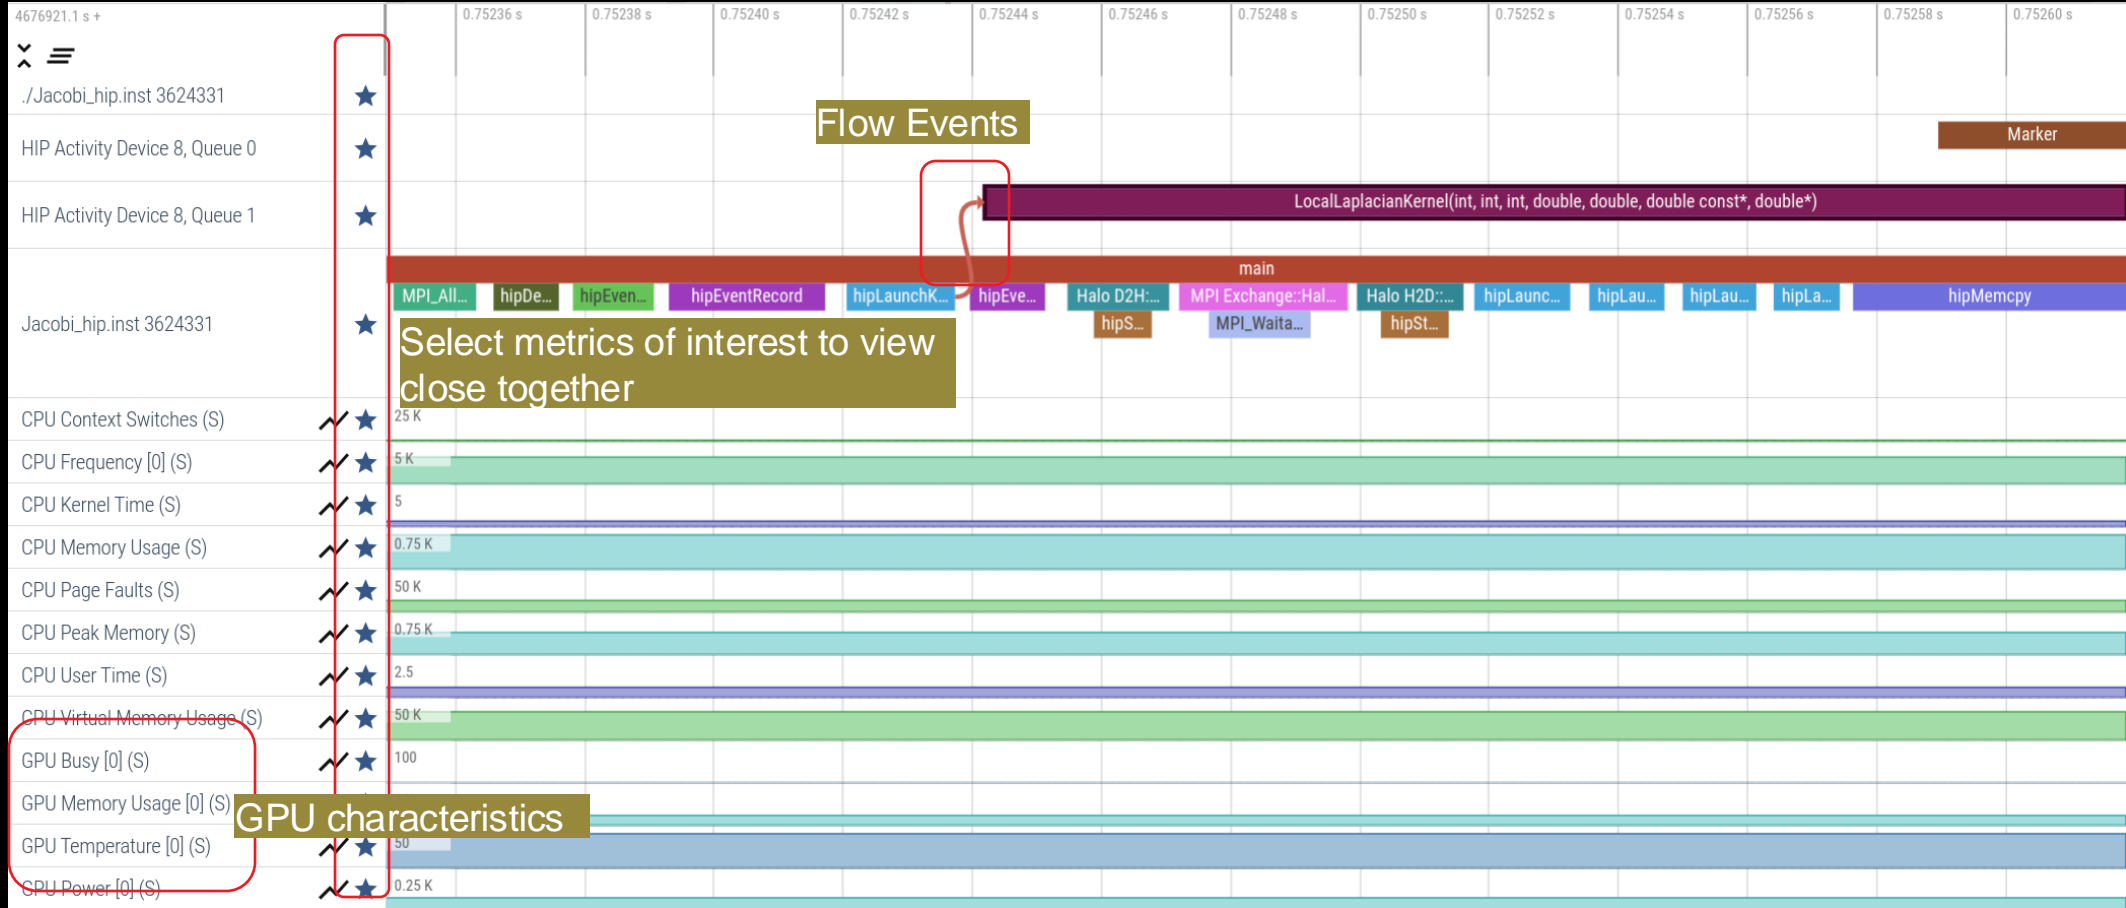 4676921.1 s +
0.75236 s
0.75238 s
0.75240 s
0.75242 s
0.75244 s
0.75246 s
0.75248 s
0.75250 s
0.75252 s
0.75254 s
0.75256 s
0.75258 s
0.75260 s
./Jacobi_hip.inst 3624331
Flow Events
HIP Activity Device 8, Queue 0
Marker
HIP Activity Device 8, Queue 1
LocalLaplacianKernel(int, int, int, double, double, double const*, double*)
main
MPI_All...
hipDe...
hipEven...
hipEventRecord
hipLaunchK...
hipEve...
Halo D2H:...
MPI Exchange::Hal...
Halo H2D::...
hipLaunc...
hipLau...
hipLau...
hipLa...
hipMemcpy
Jacobi_hip.inst 3624331
hipS...
MPI_Waita...
hipSt...
Select metrics of interest to view
close together
CPU Context Switches (S)
25 K
CPU Frequency [0] (S)
5 K
CPU Kernel Time (S)
5
CPU Memory Usage (S)
0.75 K
CPU Page Faults (S)
50 K
CPU Peak Memory (S)
0.75 K
CPU User Time (S)
2.5
CPU Virtual Memory Usage (S)
50 K
GPU Busy [0] (S)
100
GPU Memory Usage [0] (S)
GPU characteristics
GPU Temperature [0] (S)
50
GPU Power [0] (S)
0.25 K